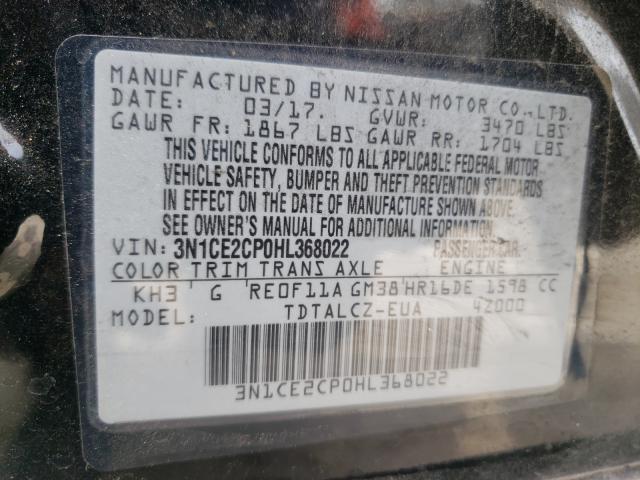 MANUFACTURED BY NISSAN MOTOR CO., LTD.
DATE: 03/17. GVWR: 3470 LBS
GAWR FR: 1867 LBS GAWR RR: 1704 LBS
THIS VEHICLE CONFORMS TO ALL APPLICABLE FEDERAL MOTOR
VEHICLE SAFETY, BUMPER AND THEFT PREVENTION STANDARDS
IN EFFECT ON THE DATE OF MANUFACTURE SHOWN ABOVE.
SEE OWNER'S MANUAL FOR ADDITIONAL INFORMATION.
VIN: 3N1CE2CP0HL368022 PASSENGER CAR
COLOR TRIM TRANS AXLE ENGINE
KH3 G RE0F11A GM38 HR16DE 1598 CC
MODEL: TDTALCZ-EUA 42000
3N1CE2CP0HL368022